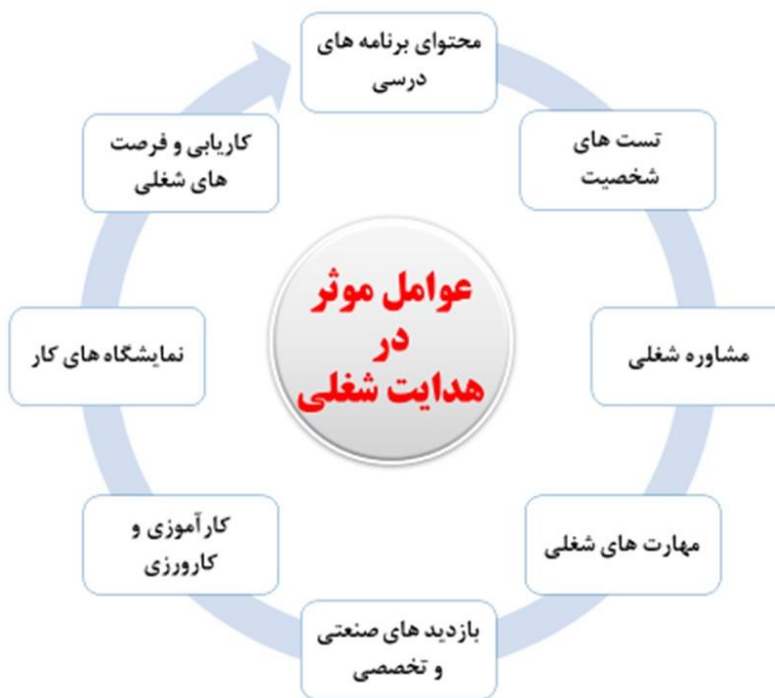 محتوای برنامه های
درسی
تست های
شخصیت
مشاوره شغلی
مهارت های شغلی
بازدید های صنعتی
و تخصصی
کارآموزی و
کارورزی
نمایشگاه های کار
کاریابی و فرصت
های شغلی
عوامل موثر
در
هدایت شغلی